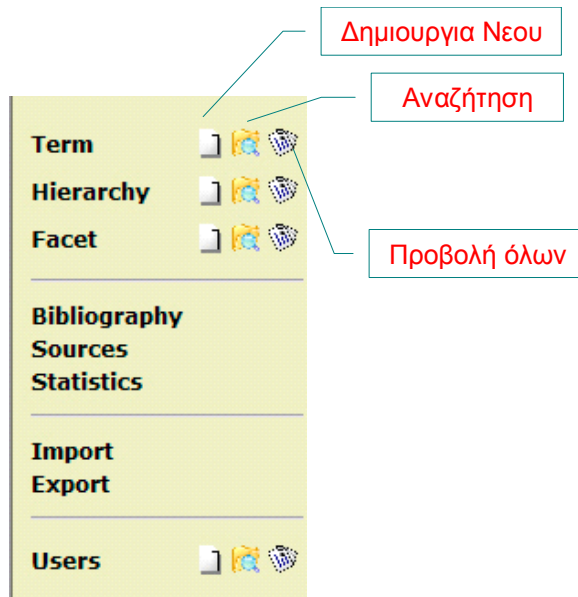 Δημιουργια Νεου
Αναζήτηση
Term
Hierarchy
Facet
Προβολή όλων
Bibliography
Sources
Statistics
Import
Export
Users